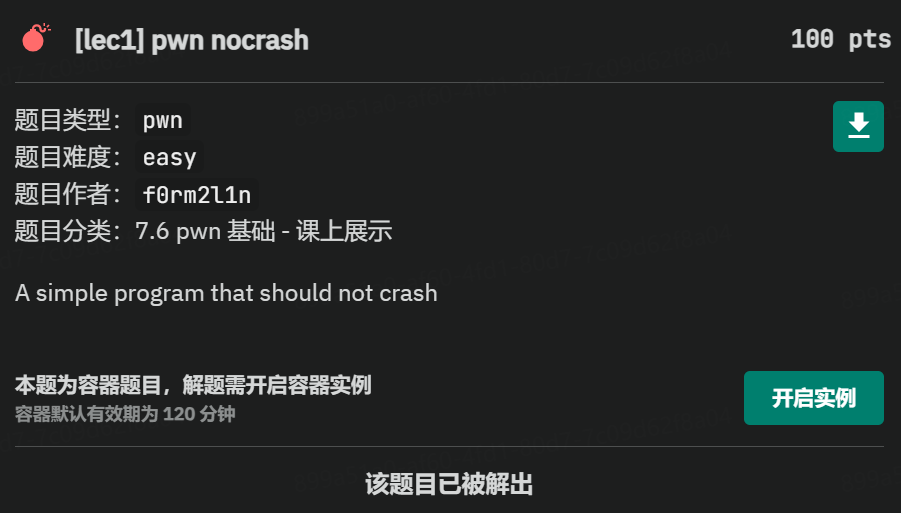 [lec1] pwn nocrash
100 pts
题目类型： pwn
题目难度： easy
题目作者： f0rm2l1n
题目分类：7.6 pwn 基础 - 课上展示
A simple program that should not crash
本题为容器题目，解题需开启容器实例
容器默认有效期为 120 分钟
开启实例
该题目已被解出